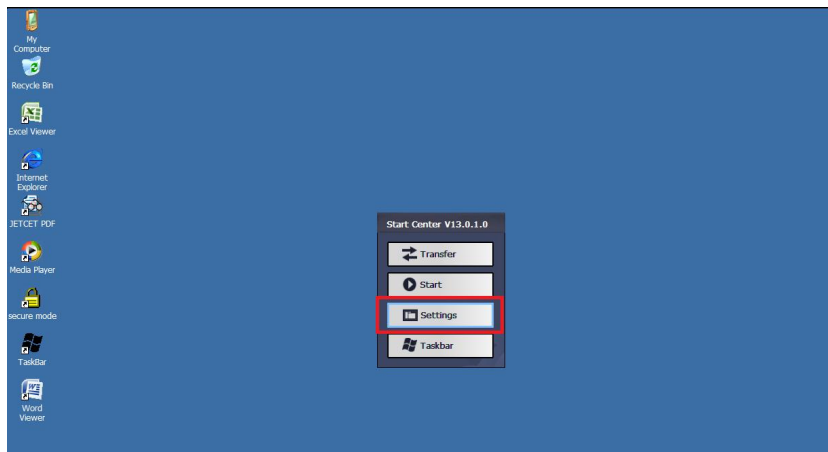 My
Computer
Recycle Bin
Excel Viewer
Internet
Explorer
JETCET PDF
Media Player
secure mode
TaskBar
Word
Viewer
Start Center V13.0.1.0
Transfer
Start
Settings
Taskbar